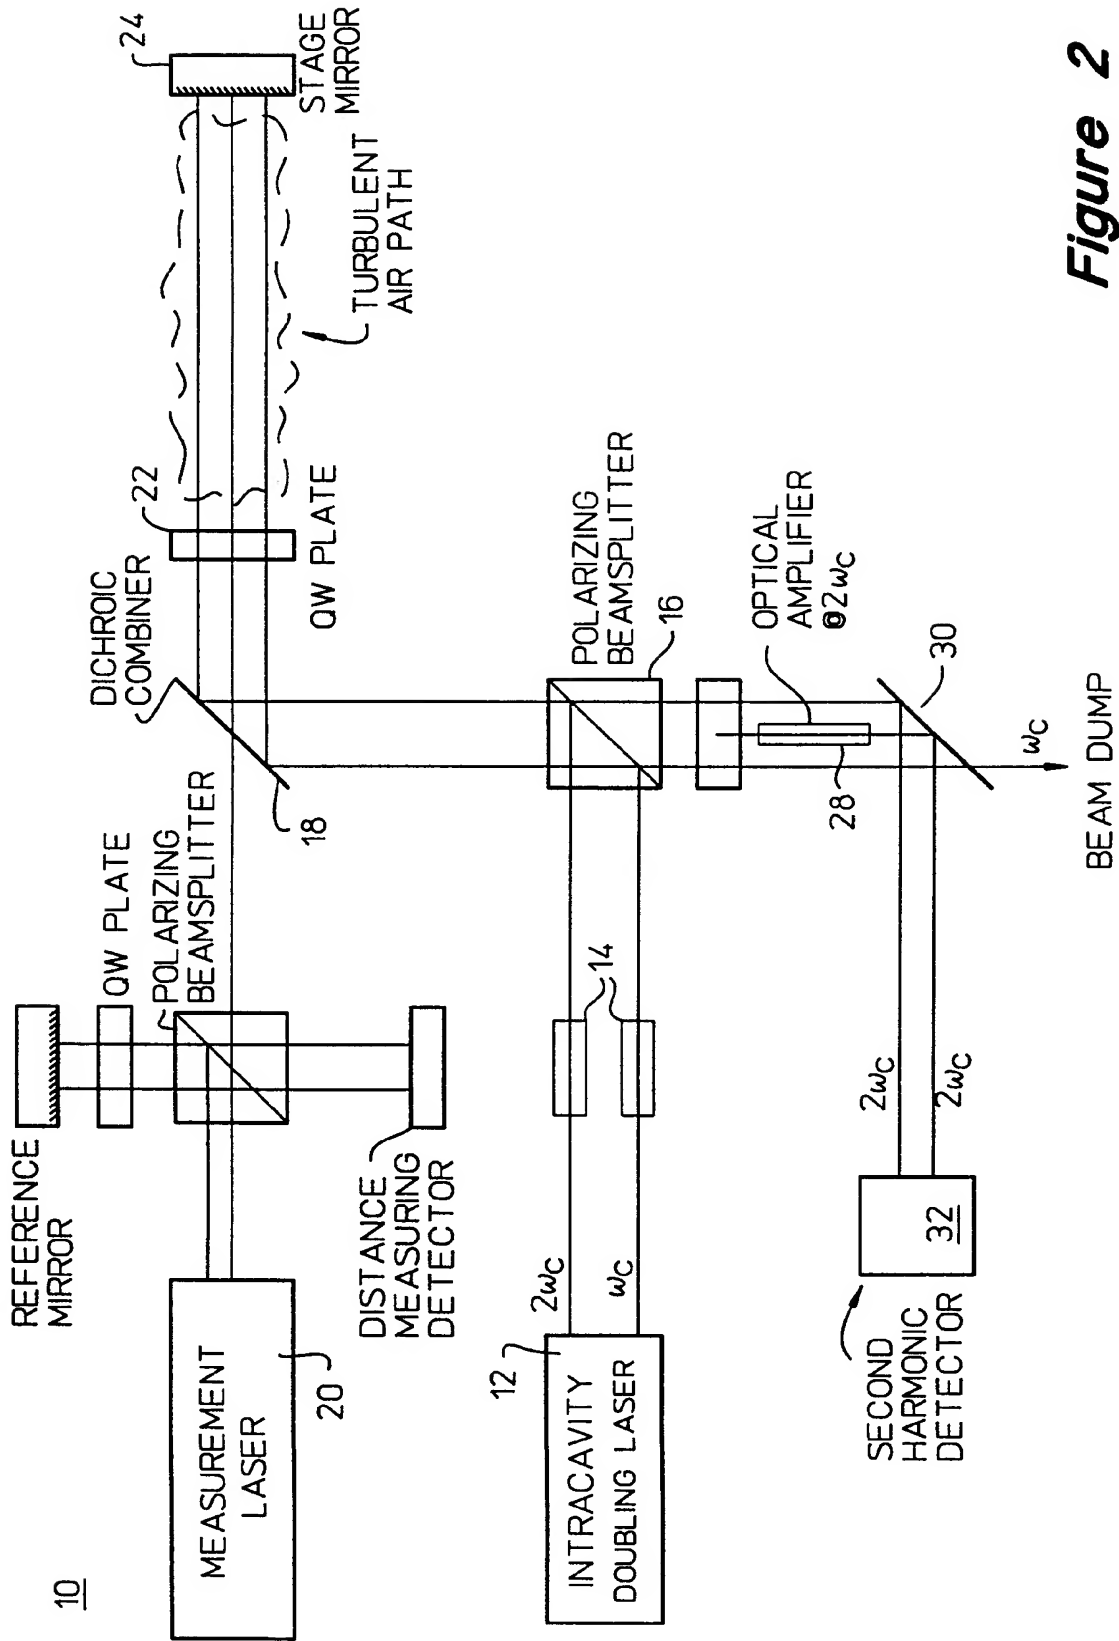 10
REFERENCE
MIRROR
QW PLATE
POLARIZING
BEAMSPLITTER
DICHROIC
COMBINER
22
24
STAGE
MIRROR
TURBULENT
AIR PATH
QW PLATE
18
MEASUREMENT
LASER
20
DISTANCE
MEASURING
DETECTOR
12
INTRACAVITY
DOUBLING LASER
2ωc
ωc
14
POLARIZING
BEAMSPLITTER
16
OPTICAL
AMPLIFIER
@2ωc
28
30
2ωc
2ωc
32
SECOND
HARMONIC
DETECTOR
ωc
BEAM DUMP
Figure 2